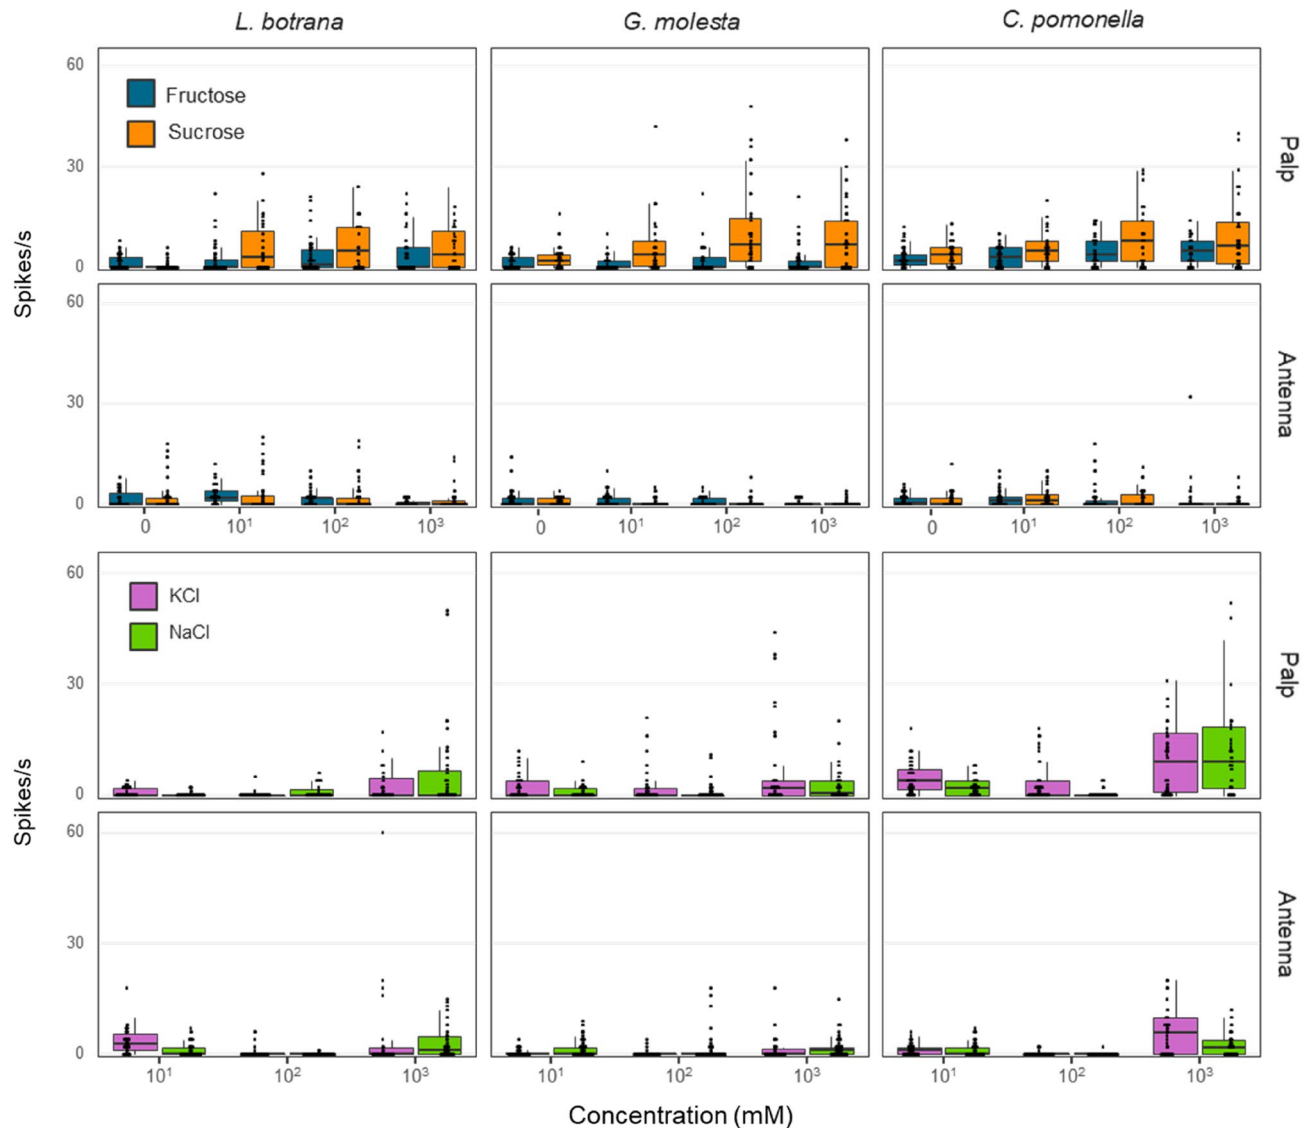 L. botrana G. molesta C. pomonella
60
30
0
Fructose
Sucrose
Palp
Spikes/s
60
30
0
Antenna
0 10¹ 10² 10³ 0 10¹ 10² 10³ 0 10¹ 10² 10³
60
30
0
KCl
NaCl
Palp
Spikes/s
60
30
0
Antenna
10¹ 10² 10³ 10¹ 10² 10³ 10¹ 10² 10³
Concentration (mM)